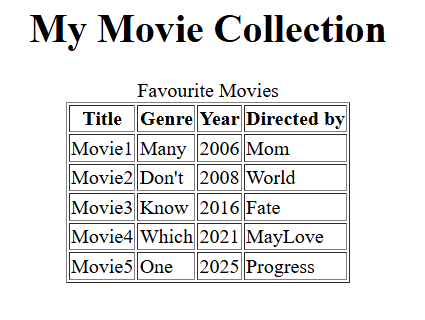 My Movie Collection
Favourite Movies
Title Genre Year Directed by
Movie1 Many 2006 Mom
Movie2 Don't 2008 World
Movie3 Know 2016 Fate
Movie4 Which 2021 MayLove
Movie5 One 2025 Progress